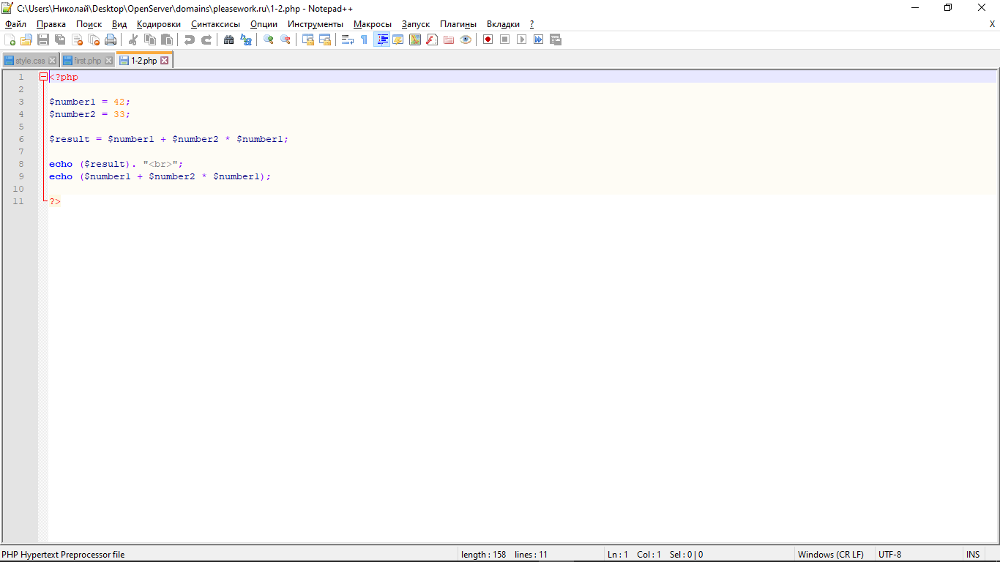 C:\Users\Николай\Desktop\OpenServer\domains\pleasework.ru\1-2.php - Notepad++
Файл Правка Поиск Вид Кодировки Синтаксисы Опции Инструменты Макросы Запуск Плагины Вкладки ? X
style.css first.php 1-2.php
1 <?php
2
3 $number1 = 42;
4 $number2 = 33;
5
6 $result = $number1 + $number2 * $number1;
7
8 echo ($result). "<br>";
9 echo ($number1 + $number2 * $number1);
10
11 ?>
PHP Hypertext Preprocessor file length : 158 lines : 11 Ln : 1 Col : 1 Sel : 0 | 0 Windows (CR LF) UTF-8 INS